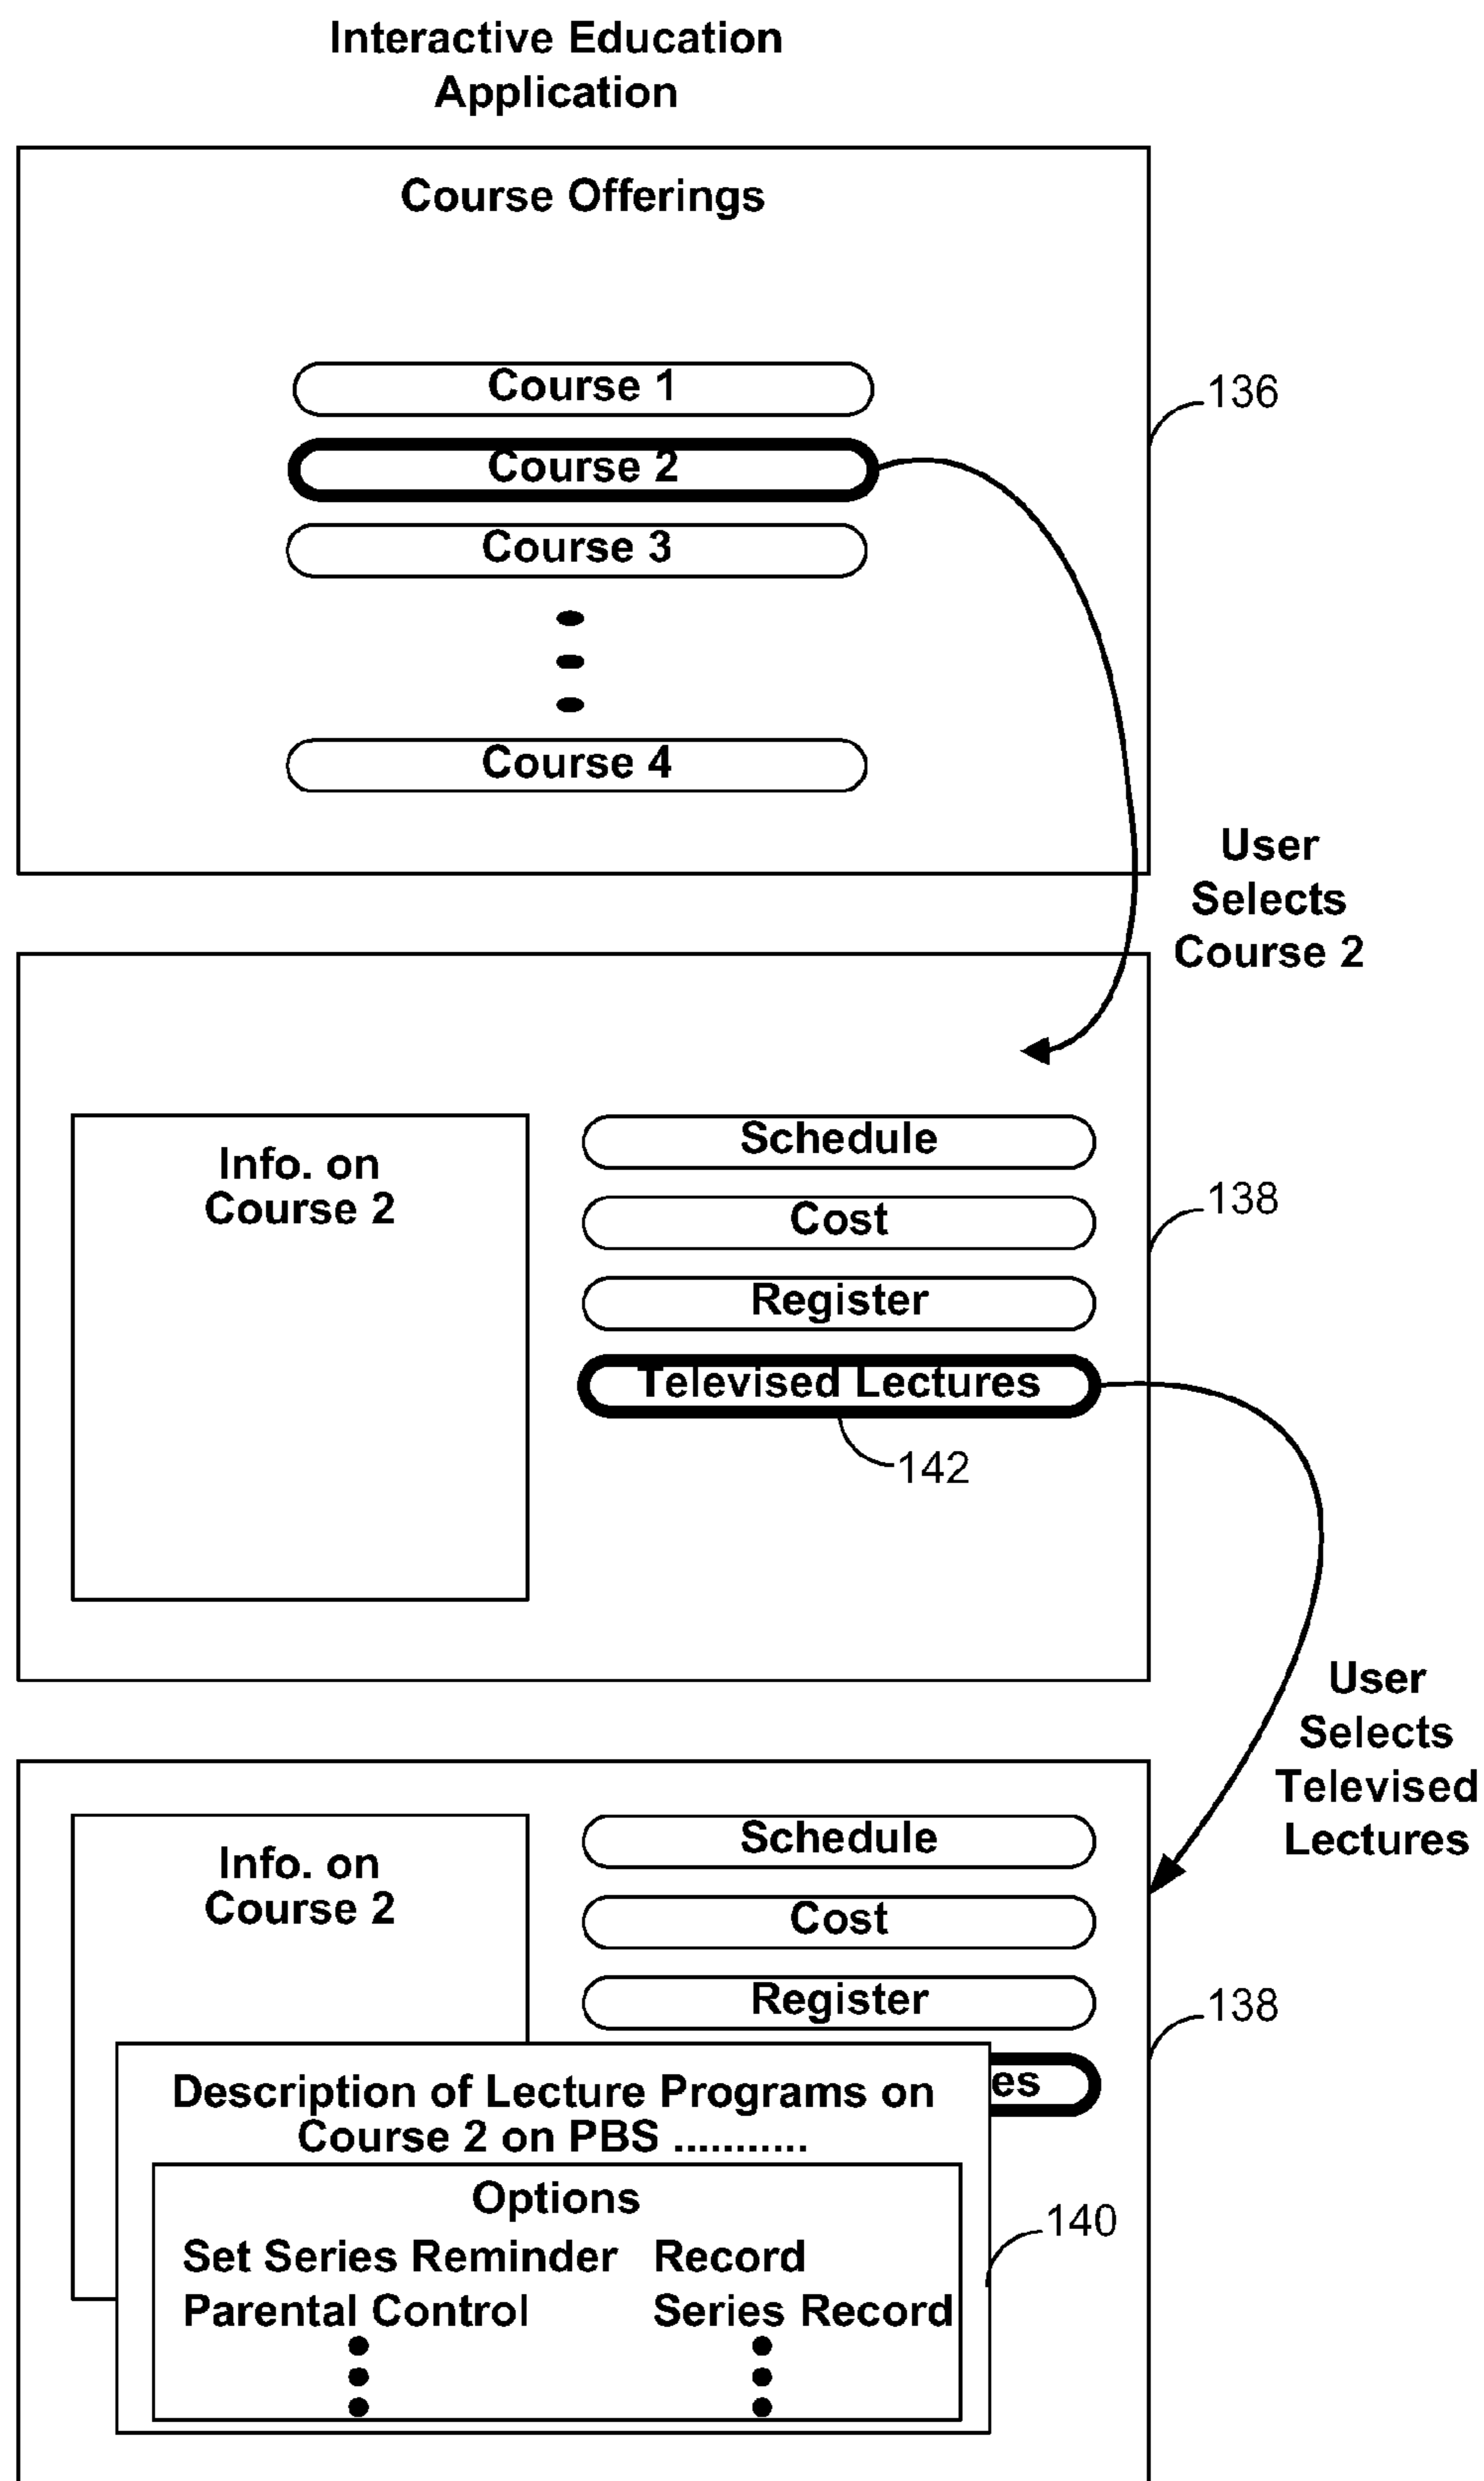 Interactive Education
Application
Course Offerings
Course 1
136
Course 2
Course 3
Course 4
User
Selects
Course 2
Info. on
Course 2
Schedule
Cost
Register
Televised Lectures
138
142
User
Selects
Televised
Lectures
Info. on
Course 2
Schedule
Cost
Register
es
138
Description of Lecture Programs on
Course 2 on PBS ...........
Options
Set Series Reminder Record
Parental Control Series Record
140